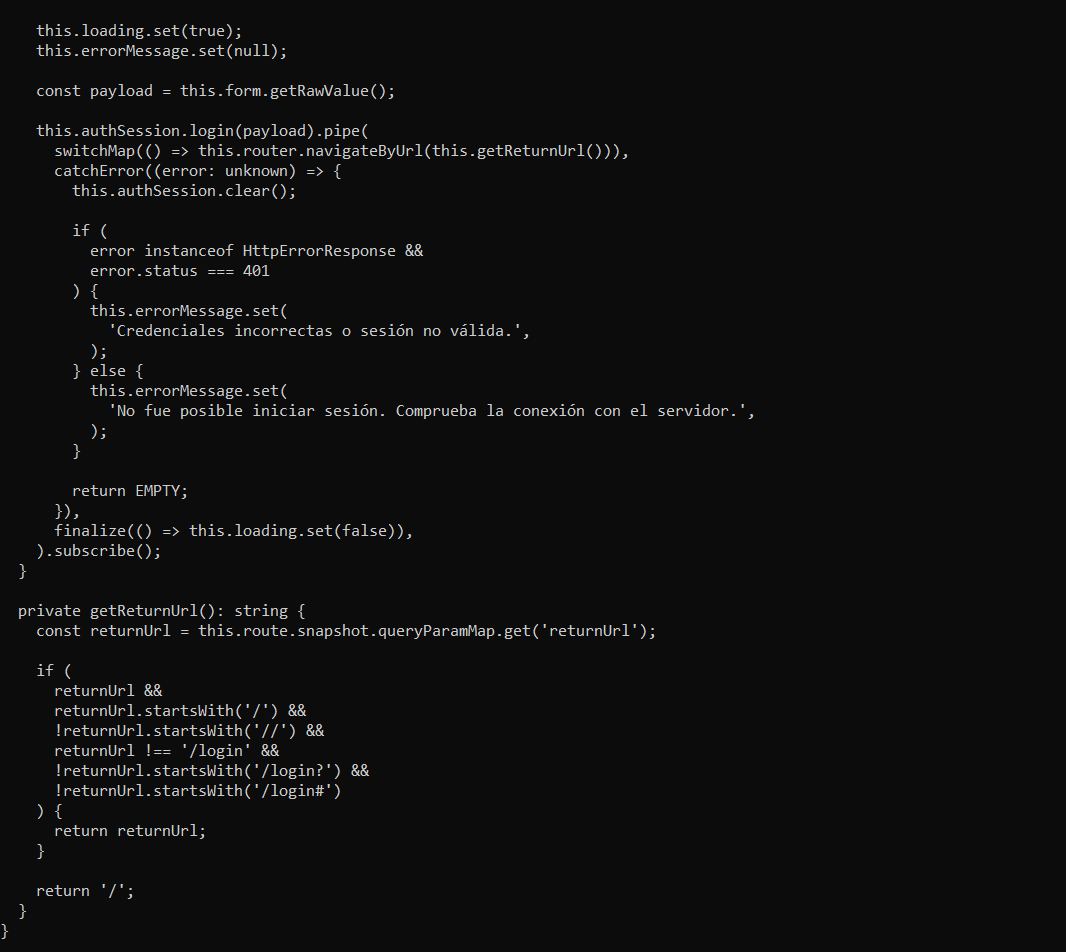 this.loading.set(true);
this.errorMessage.set(null);
const payload = this.form.getRawValue();
this.authSession.login(payload).pipe(
switchMap(() => this.router.navigateByUrl(this.getReturnUrl())),
catchError((error: unknown) => {
this.authSession.clear();
if (
error instanceof HttpErrorResponse &&
error.status === 401
) {
this.errorMessage.set(
'Credenciales incorrectas o sesión no válida.',
);
} else {
this.errorMessage.set(
'No fue posible iniciar sesión. Comprueba la conexión con el servidor.',
);
}
return EMPTY;
}),
finalize(() => this.loading.set(false)),
).subscribe();
}
private getReturnUrl(): string {
const returnUrl = this.route.snapshot.queryParamMap.get('returnUrl');
if (
returnUrl &&
returnUrl.startsWith('/') &&
!returnUrl.startsWith('//') &&
returnUrl !== '/login' &&
!returnUrl.startsWith('/login?') &&
!returnUrl.startsWith('/login#')
) {
return returnUrl;
}
return '/';
}
}